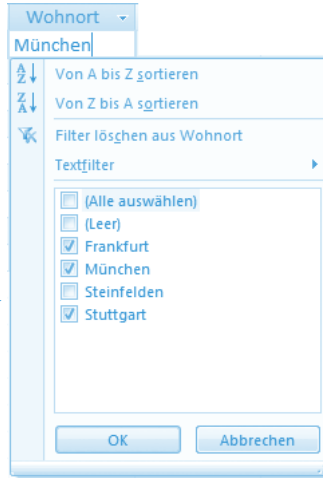 Wohnort
München
Von A bis Z sortieren
Von Z bis A sortieren
Filter löschen aus Wohnort
Textfilter
(Alle auswählen)
(Leer)
Frankfurt
München
Steinfelden
Stuttgart
OK Abbrechen